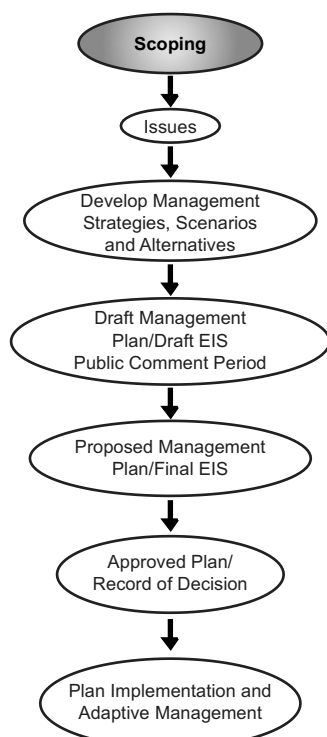 Scoping
Issues
Develop Management
Strategies, Scenarios
and Alternatives
Draft Management
Plan/Draft EIS
Public Comment Period
Proposed Management
Plan/Final EIS
Approved Plan/
Record of Decision
Plan Implementation and
Adaptive Management